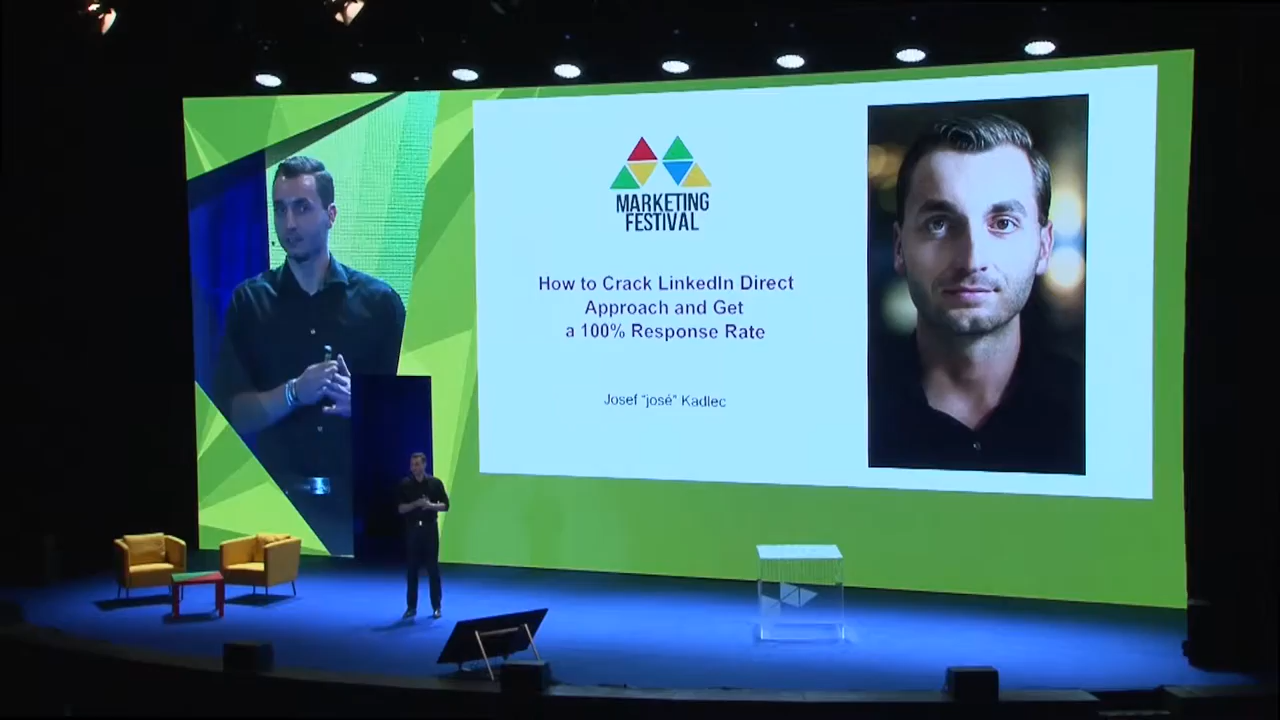 MARKETING
FESTIVAL
How to Crack LinkedIn Direct
Approach and Get
a 100% Response Rate
Josef "josé" Kadlec